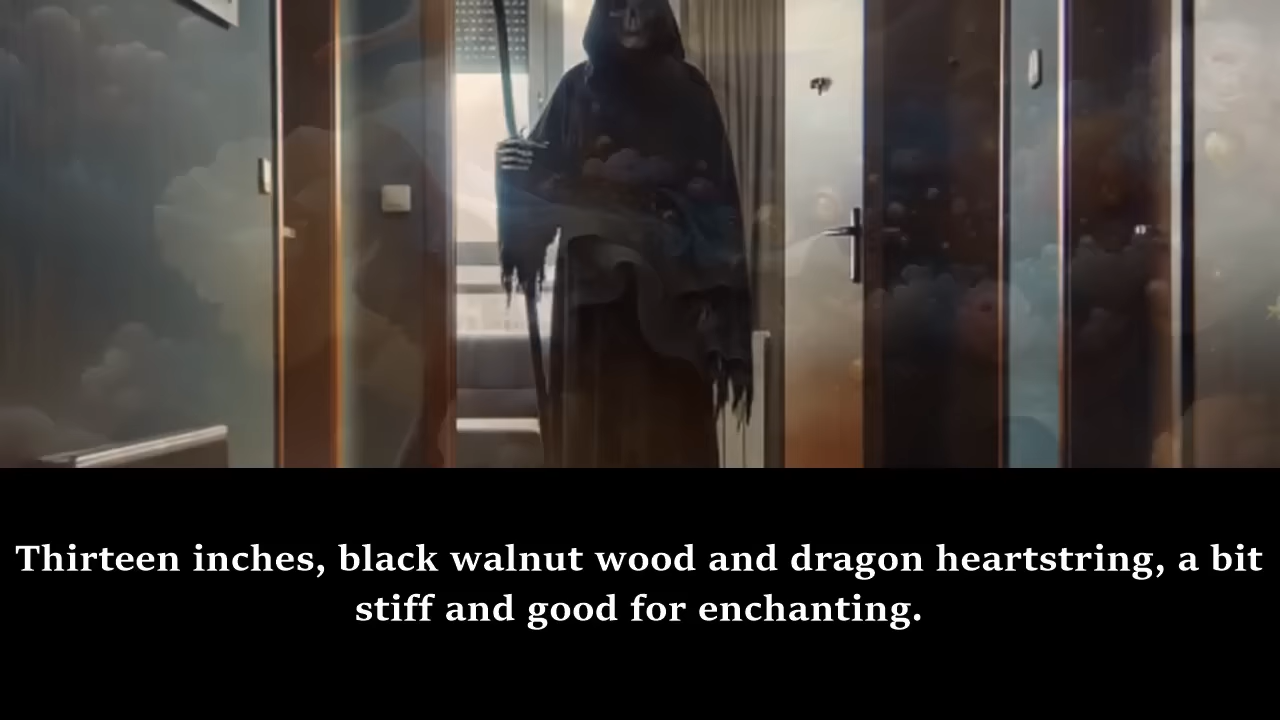 Thirteen inches, black walnut wood and dragon heartstring, a bit
stiff and good for enchanting.